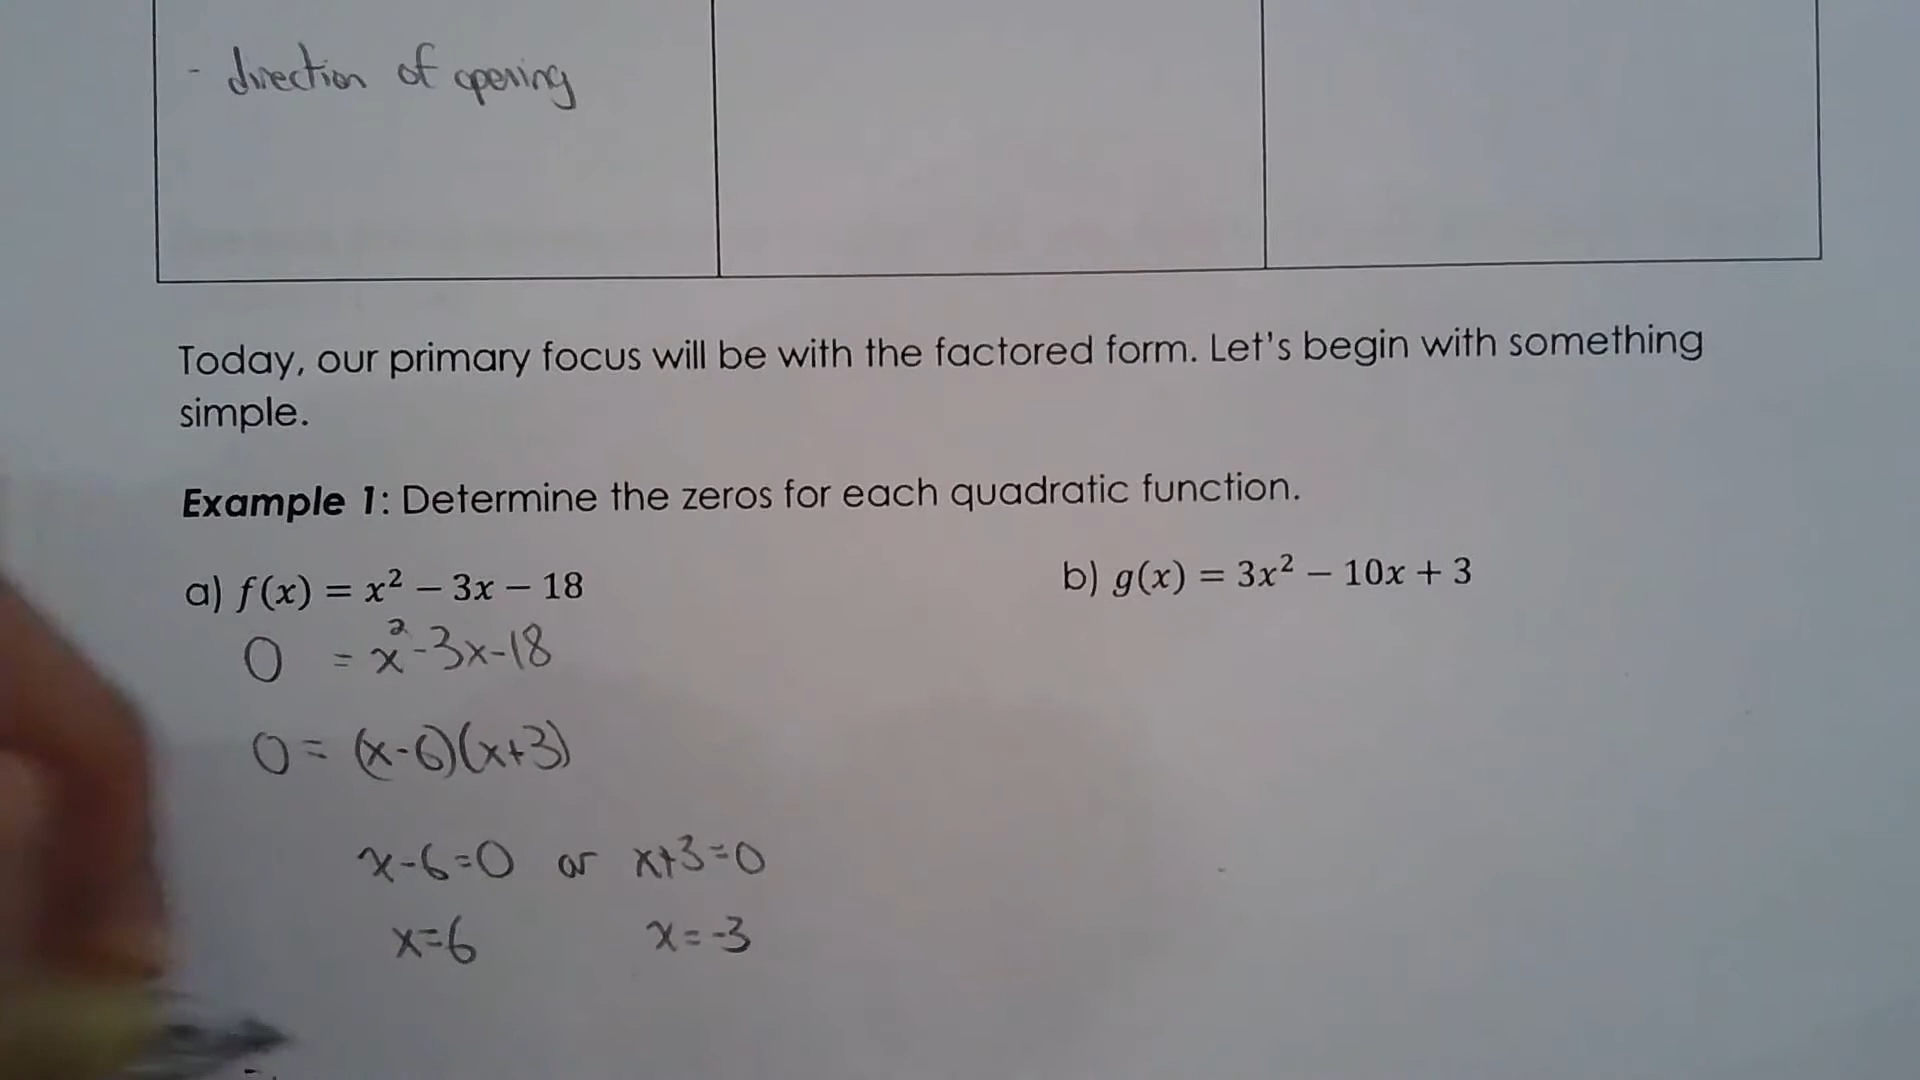 - direction of opening
Today, our primary focus will be with the factored form. Let's begin with something
simple.
Example 1: Determine the zeros for each quadratic function.
a) f(x) = x² − 3x − 18
b) g(x) = 3x² − 10x + 3
0 = x²-3x-18
0 = (x-6)(x+3)
x-6=0 or x+3=0
x=6 x=-3